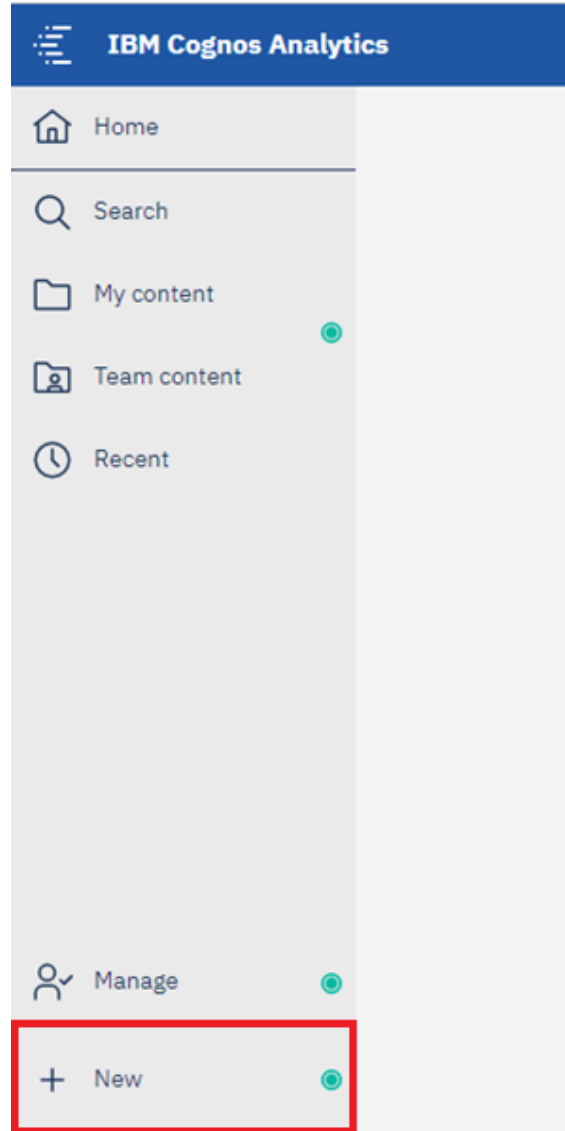 IBM Cognos Analytics
Home
Search
My content
Team content
Recent
Manage
New